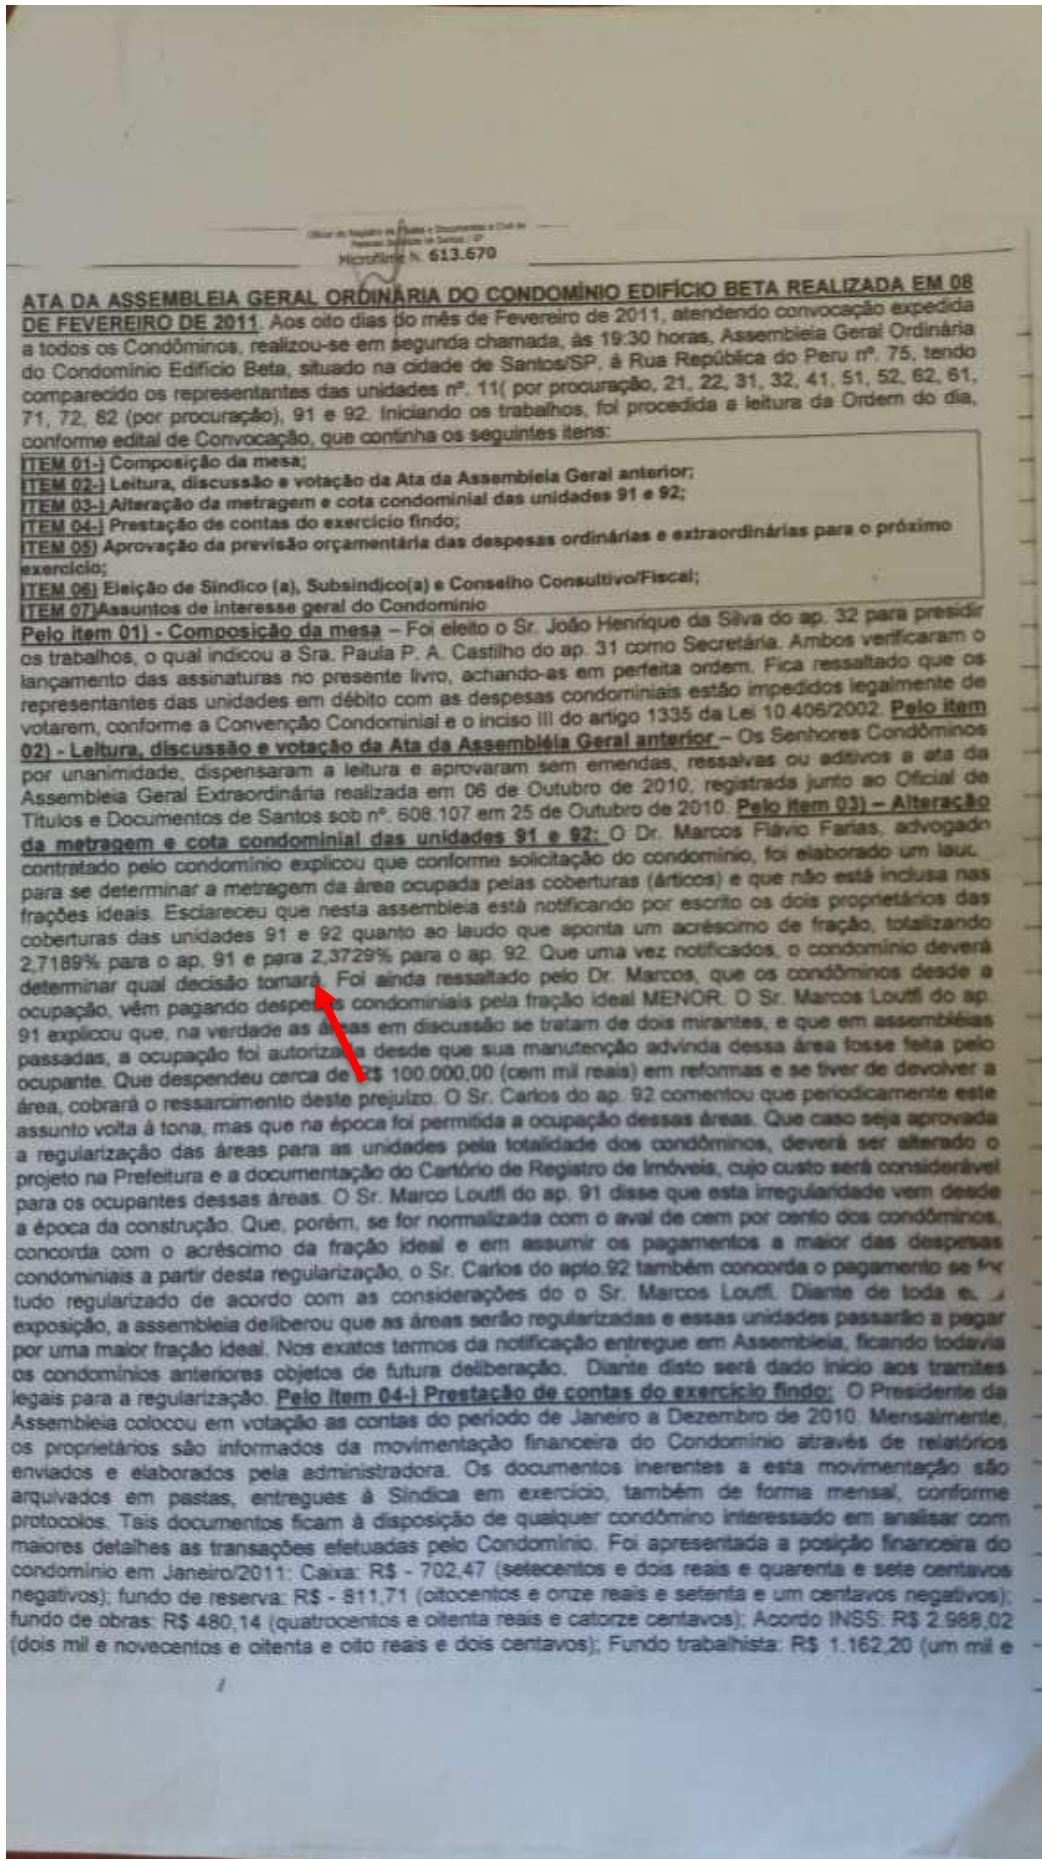 Oficial de Registro de Títulos e Documentos e Civil de
Pessoas Jurídicas de Santos / SP
Microfilme N. 613.670
ATA DA ASSEMBLEIA GERAL ORDINÁRIA DO CONDOMÍNIO EDIFÍCIO BETA REALIZADA EM 08
DE FEVEREIRO DE 2011. Aos oito dias do mês de Fevereiro de 2011, atendendo convocação expedida
a todos os Condôminos, realizou-se em segunda chamada, às 19:30 horas, Assembleia Geral Ordinária
do Condomínio Edifício Beta, situado na cidade de Santos/SP, à Rua República do Peru nº. 75, tendo
comparecido os representantes das unidades nº. 11( por procuração, 21, 22, 31, 32, 41, 51, 52, 62, 61,
71, 72, 82 (por procuração), 91 e 92. Iniciando os trabalhos, foi procedida a leitura da Ordem do dia,
conforme edital de Convocação, que continha os seguintes itens:
ITEM 01-) Composição da mesa;
ITEM 02-) Leitura, discussão e votação da Ata da Assembleia Geral anterior;
ITEM 03-) Alteração da metragem e cota condominial das unidades 91 e 92;
ITEM 04-) Prestação de contas do exercício findo;
ITEM 05) Aprovação da previsão orçamentária das despesas ordinárias e extraordinárias para o próximo
exercício;
ITEM 06) Eleição de Síndico (a), Subsíndico(a) e Conselho Consultivo/Fiscal;
ITEM 07)Assuntos de interesse geral do Condomínio
Pelo item 01) - Composição da mesa – Foi eleito o Sr. João Henrique da Silva do ap. 32 para presidir
os trabalhos, o qual indicou a Sra. Paula P. A. Castilho do ap. 31 como Secretária. Ambos verificaram o
lançamento das assinaturas no presente livro, achando-as em perfeita ordem. Fica ressaltado que os
representantes das unidades em débito com as despesas condominiais estão impedidos legalmente de
votarem, conforme a Convenção Condominial e o inciso III do artigo 1335 da Lei 10.406/2002. Pelo item
02) - Leitura, discussão e votação da Ata da Assembléia Geral anterior – Os Senhores Condôminos
por unanimidade, dispensaram a leitura e aprovaram sem emendas, ressalvas ou aditivos a ata da
Assembleia Geral Extraordinária realizada em 06 de Outubro de 2010, registrada junto ao Oficial de
Títulos e Documentos de Santos sob nº. 608.107 em 25 de Outubro de 2010. Pelo item 03) – Alteração
da metragem e cota condominial das unidades 91 e 92: O Dr. Marcos Flávio Farias, advogado
contratado pelo condomínio explicou que conforme solicitação do condomínio, foi elaborado um
para se determinar a metragem da área ocupada pelas coberturas (árticos) e que não está inclusa nas
frações ideais. Esclareceu que nesta assembleia está notificando por escrito os dois proprietários das
coberturas das unidades 91 e 92 quanto ao laudo que aponta um acréscimo de fração, totalizando
2,7189% para o ap. 91 e para 2,3729% para o ap. 92. Que uma vez notificados, o condomínio deverá
determinar qual decisão tomará. Foi ainda ressaltado pelo Dr. Marcos, que os condôminos desde a
ocupação, vêm pagando despesas condominiais pela fração ideal MENOR. O Sr. Marcos Loutfi do ap.
91 explicou que, na verdade as áreas em discussão se tratam de dois mirantes, e que em assembléias
passadas, a ocupação foi autorizada desde que sua manutenção advinda dessa área fosse feita pelo
ocupante. Que despendeu cerca de R$ 100.000,00 (cem mil reais) em reformas e se tiver de devolver a
área, cobrará o ressarcimento deste prejuízo. O Sr. Carlos do ap. 92 comentou que periodicamente este
assunto volta à tona, mas que na época foi permitida a ocupação dessas áreas. Que caso seja aprovada
a regularização das áreas para as unidades pela totalidade dos condôminos, deverá ser alterado o
projeto na Prefeitura e a documentação do Cartório de Registro de Imóveis, cujo custo será considerável
para os ocupantes dessas áreas. O Sr. Marco Loutfi do ap. 91 disse que esta irregularidade vem desde
a época da construção. Que, porém, se for normalizada com o aval de cem por cento dos condôminos,
concorda com o acréscimo da fração ideal e em assumir os pagamentos a maior das despesas
condominiais a partir desta regularização, o Sr. Carlos do apto.92 também concorda o pagamento se for
tudo regularizado de acordo com as considerações do o Sr. Marcos Loutfi. Diante de toda
exposição, a assembleia deliberou que as áreas serão regularizadas e essas unidades passarão a pagar
por uma maior fração ideal. Nos exatos termos da notificação entregue em Assembleia, ficando todavia
os condomínios anteriores objetos de futura deliberação. Diante disto será dado inicio aos tramites
legais para a regularização. Pelo Item 04-) Prestação de contas do exercício findo: O Presidente da
Assembleia colocou em votação as contas do período de Janeiro a Dezembro de 2010. Mensalmente,
os proprietários são informados da movimentação financeira do Condomínio através de relatórios
enviados e elaborados pela administradora. Os documentos inerentes a esta movimentação são
arquivados em pastas, entregues à Síndica em exercício, também de forma mensal, conforme
protocolos. Tais documentos ficam à disposição de qualquer condômino interessado em analisar com
maiores detalhes as transações efetuadas pelo Condomínio. Foi apresentada a posição financeira do
condomínio em Janeiro/2011: Caixa: R$ - 702,47 (setecentos e dois reais e quarenta e sete centavos
negativos); fundo de reserva: R$ - 811,71 (oitocentos e onze reais e setenta e um centavos negativos);
fundo de obras: R$ 480,14 (quatrocentos e oitenta reais e catorze centavos); Acordo INSS: R$ 2.988,02
(dois mil e novecentos e oitenta e oito reais e dois centavos); Fundo trabalhista: R$ 1.162,20 (um mil e